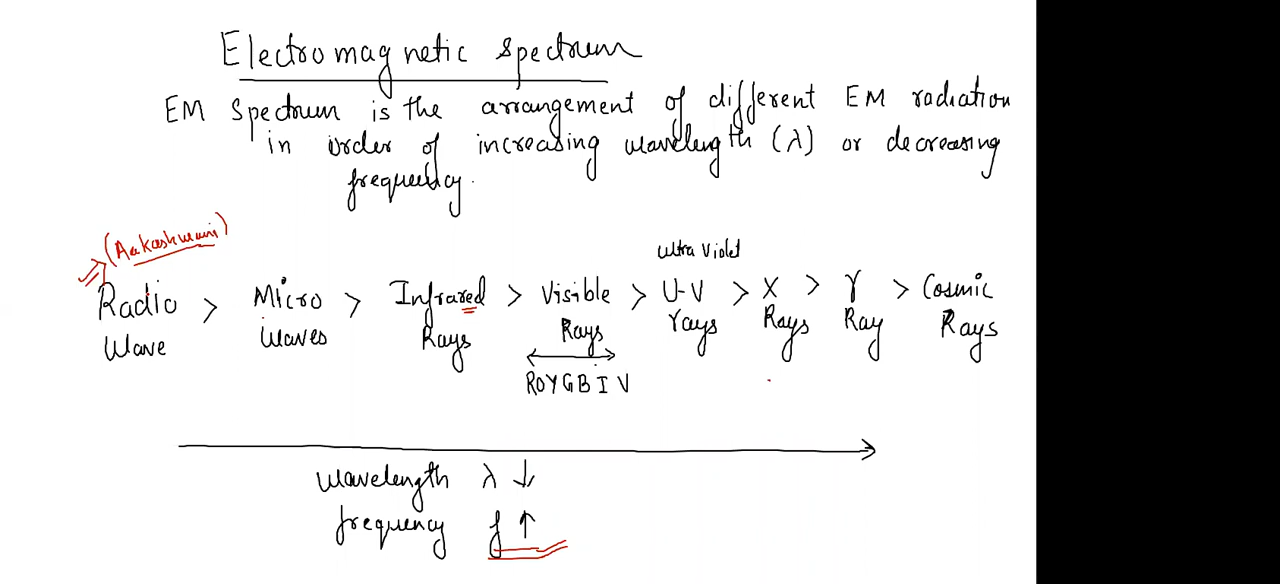 Electromagnetic spectrum
EM Spectrum is the arrangement of different EM radiation
in order of increasing wavelength (λ) or decreasing
frequency.
(Aakashwani)
Ultra Violet
Radio > Micro > Infrared > Visible > U-V > X > γ > Cosmic
Wave Waves Rays Rays rays Rays Ray Rays
ROYGBIV
wavelength λ ↓
frequency f ↑